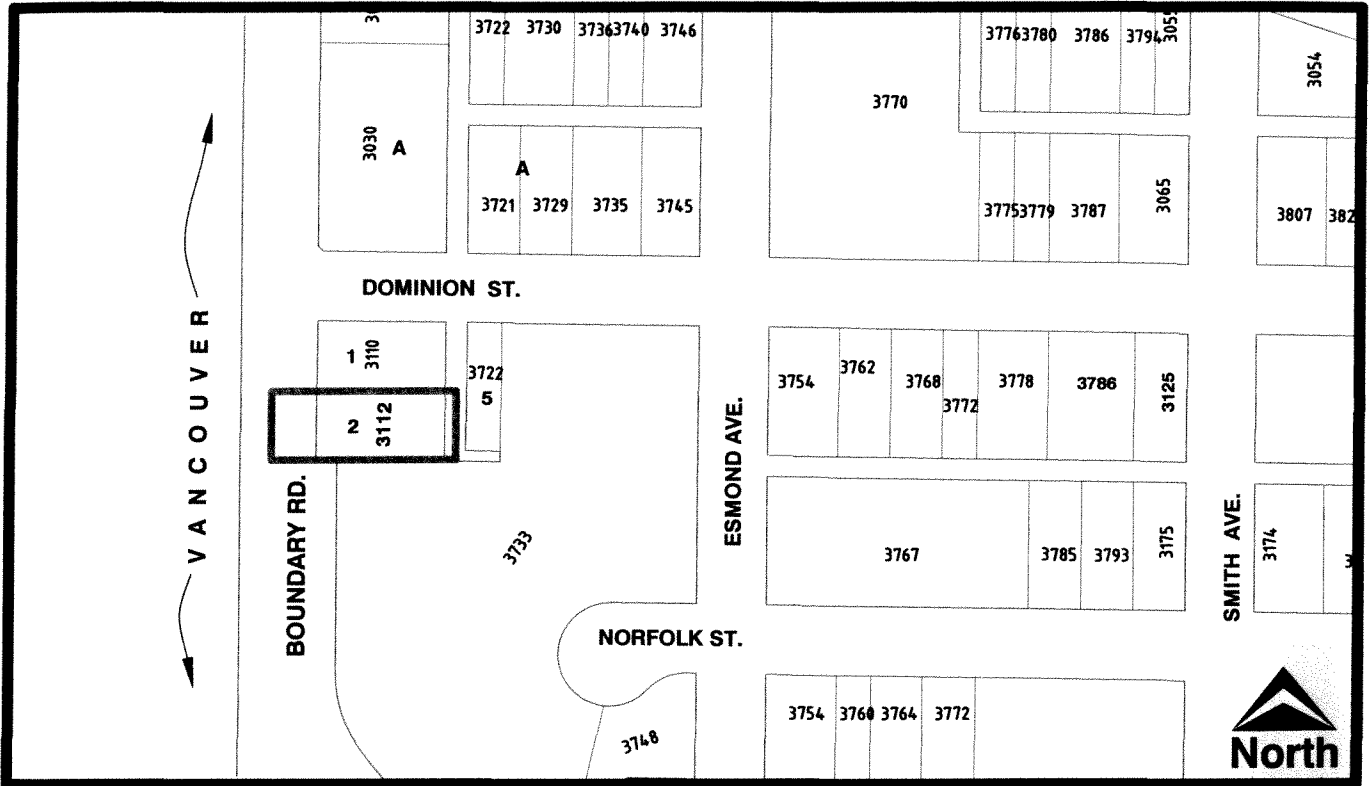 3722 3730 3736 3740 3746
3776 3780 3786 3794
3054
3770
3030 A
A
3721 3729 3735 3745
3775 3779 3787 3065
3807
DOMINION ST.
VANCOUVER
1 3110
3722
5
2 3112
3754 3762 3768 3772 3778 3786 3125
ESMOND AVE.
BOUNDARY RD.
3733
3767 3785 3793 3175
SMITH AVE.
3174
NORFOLK ST.
3754 3760 3764 3772
3748
North